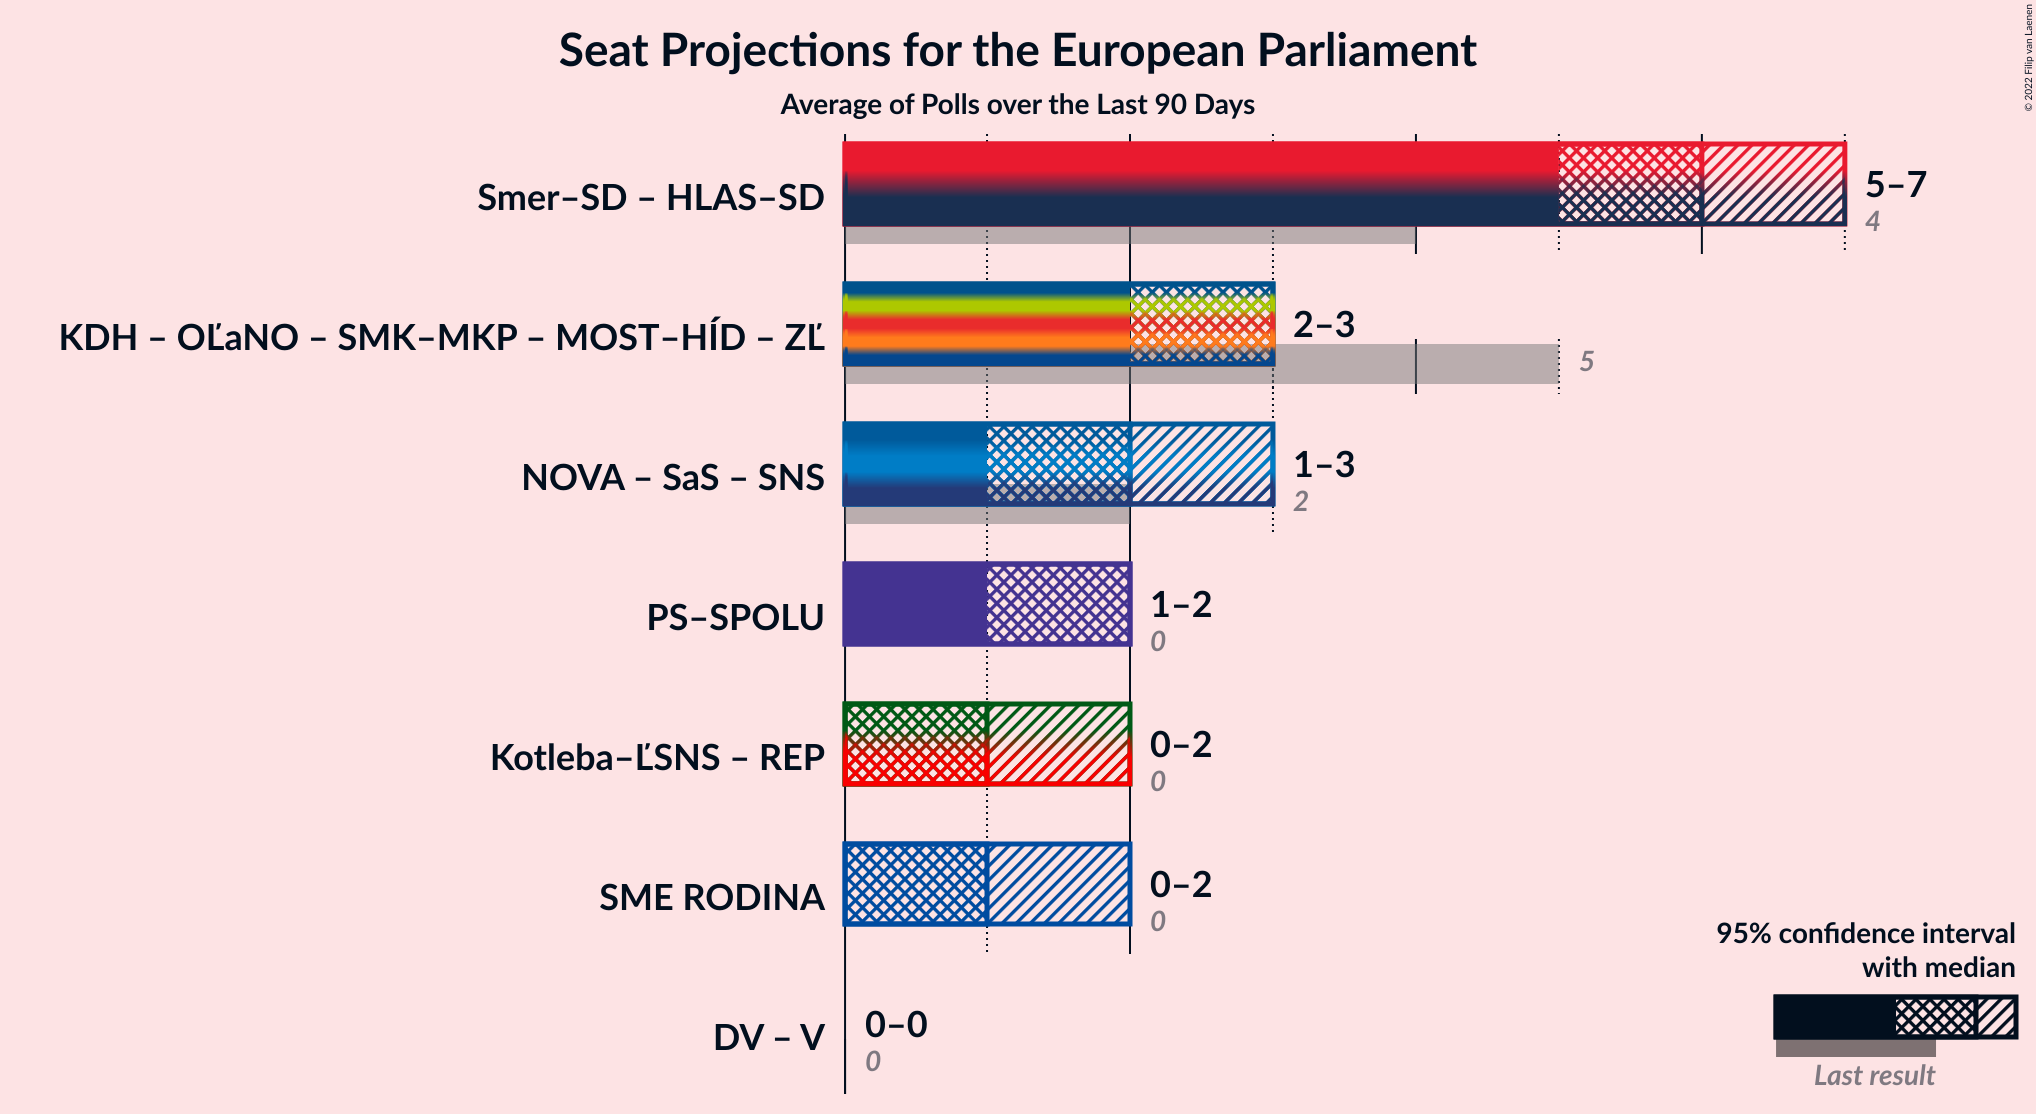 Seat Projections for the European Parliament
Average of Polls over the Last 90 Days
© 2022 Filip van Laenen
Smer–SD – HLAS–SD
5–7
4
KDH – OĽaNO – SMK–MKP – MOST–HÍD – ZĽ
2–3
5
NOVA – SaS – SNS
1–3
2
PS–SPOLU
1–2
0
Kotleba–ĽSNS – REP
0–2
0
SME RODINA
0–2
0
DV – V
0–0
0
95% confidence interval
with median
Last result